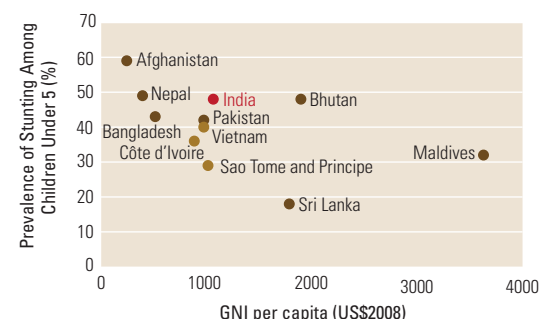 Prevalence of Stunting Among
Children Under 5 (%)
70
60
50
40
30
20
10
0
Afghanistan
Nepal
India
Bhutan
Bangladesh
Pakistan
Vietnam
Côte d’Ivoire
Maldives
Sao Tome and Principe
Sri Lanka
0
1000
2000
3000
4000
GNI per capita (US$2008)